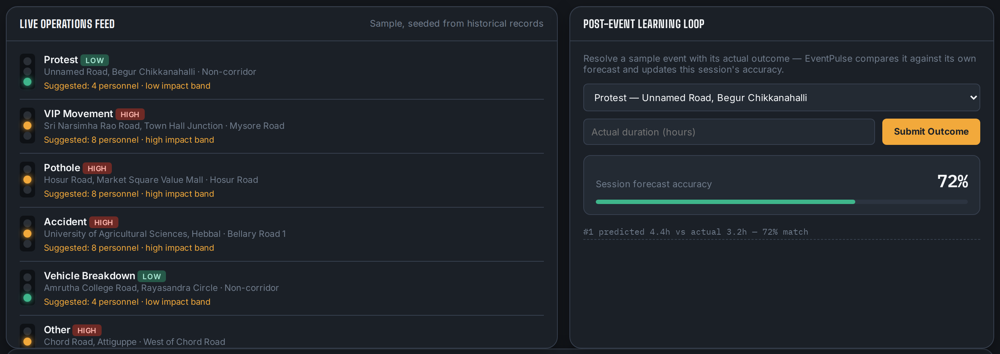 LIVE OPERATIONS FEED
Sample, seeded from historical records
Protest LOW
Unnamed Road, Begur Chikkanahalli · Non-corridor
Suggested: 4 personnel · low impact band
VIP Movement HIGH
Sri Narsimha Rao Road, Town Hall Junction · Mysore Road
Suggested: 8 personnel · high impact band
Pothole HIGH
Hosur Road, Market Square Value Mall · Hosur Road
Suggested: 8 personnel · high impact band
Accident HIGH
University of Agricultural Sciences, Hebbal · Bellary Road 1
Suggested: 8 personnel · high impact band
Vehicle Breakdown LOW
Amrutha College Road, Rayasandra Circle · Non-corridor
Suggested: 4 personnel · low impact band
Other HIGH
Chord Road, Attiguppe · West of Chord Road
POST-EVENT LEARNING LOOP
Resolve a sample event with its actual outcome — EventPulse compares it against its own
forecast and updates this session's accuracy.
Protest — Unnamed Road, Begur Chikkanahalli
Actual duration (hours)
Submit Outcome
Session forecast accuracy
72%
#1 predicted 4.4h vs actual 3.2h — 72% match